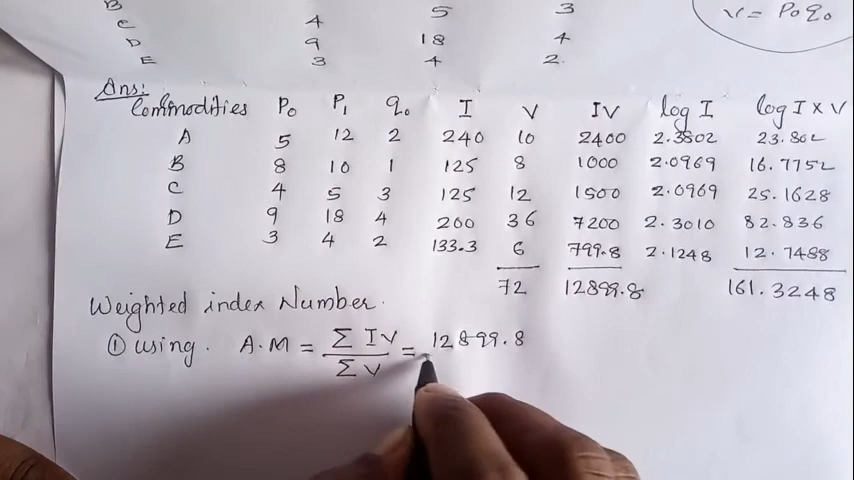 B 5 3
C 4 V = P0 q0
D 9 18 4
E 3 4 2.
Ans:
Commodities P0 P1 q0 I V IV log I log I x V
A 5 12 2 240 10 2400 2.3802 23.802
B 8 10 1 125 8 1000 2.0969 16.7752
C 4 5 3 125 12 1500 2.0969 25.1628
D 9 18 4 200 36 7200 2.3010 82.836
E 3 4 2 133.3 6 799.8 2.1248 12.7488
72 12899.8 161.3248
Weighted index Number.
① using. A.M = Σ IV / Σ V = 12899.8